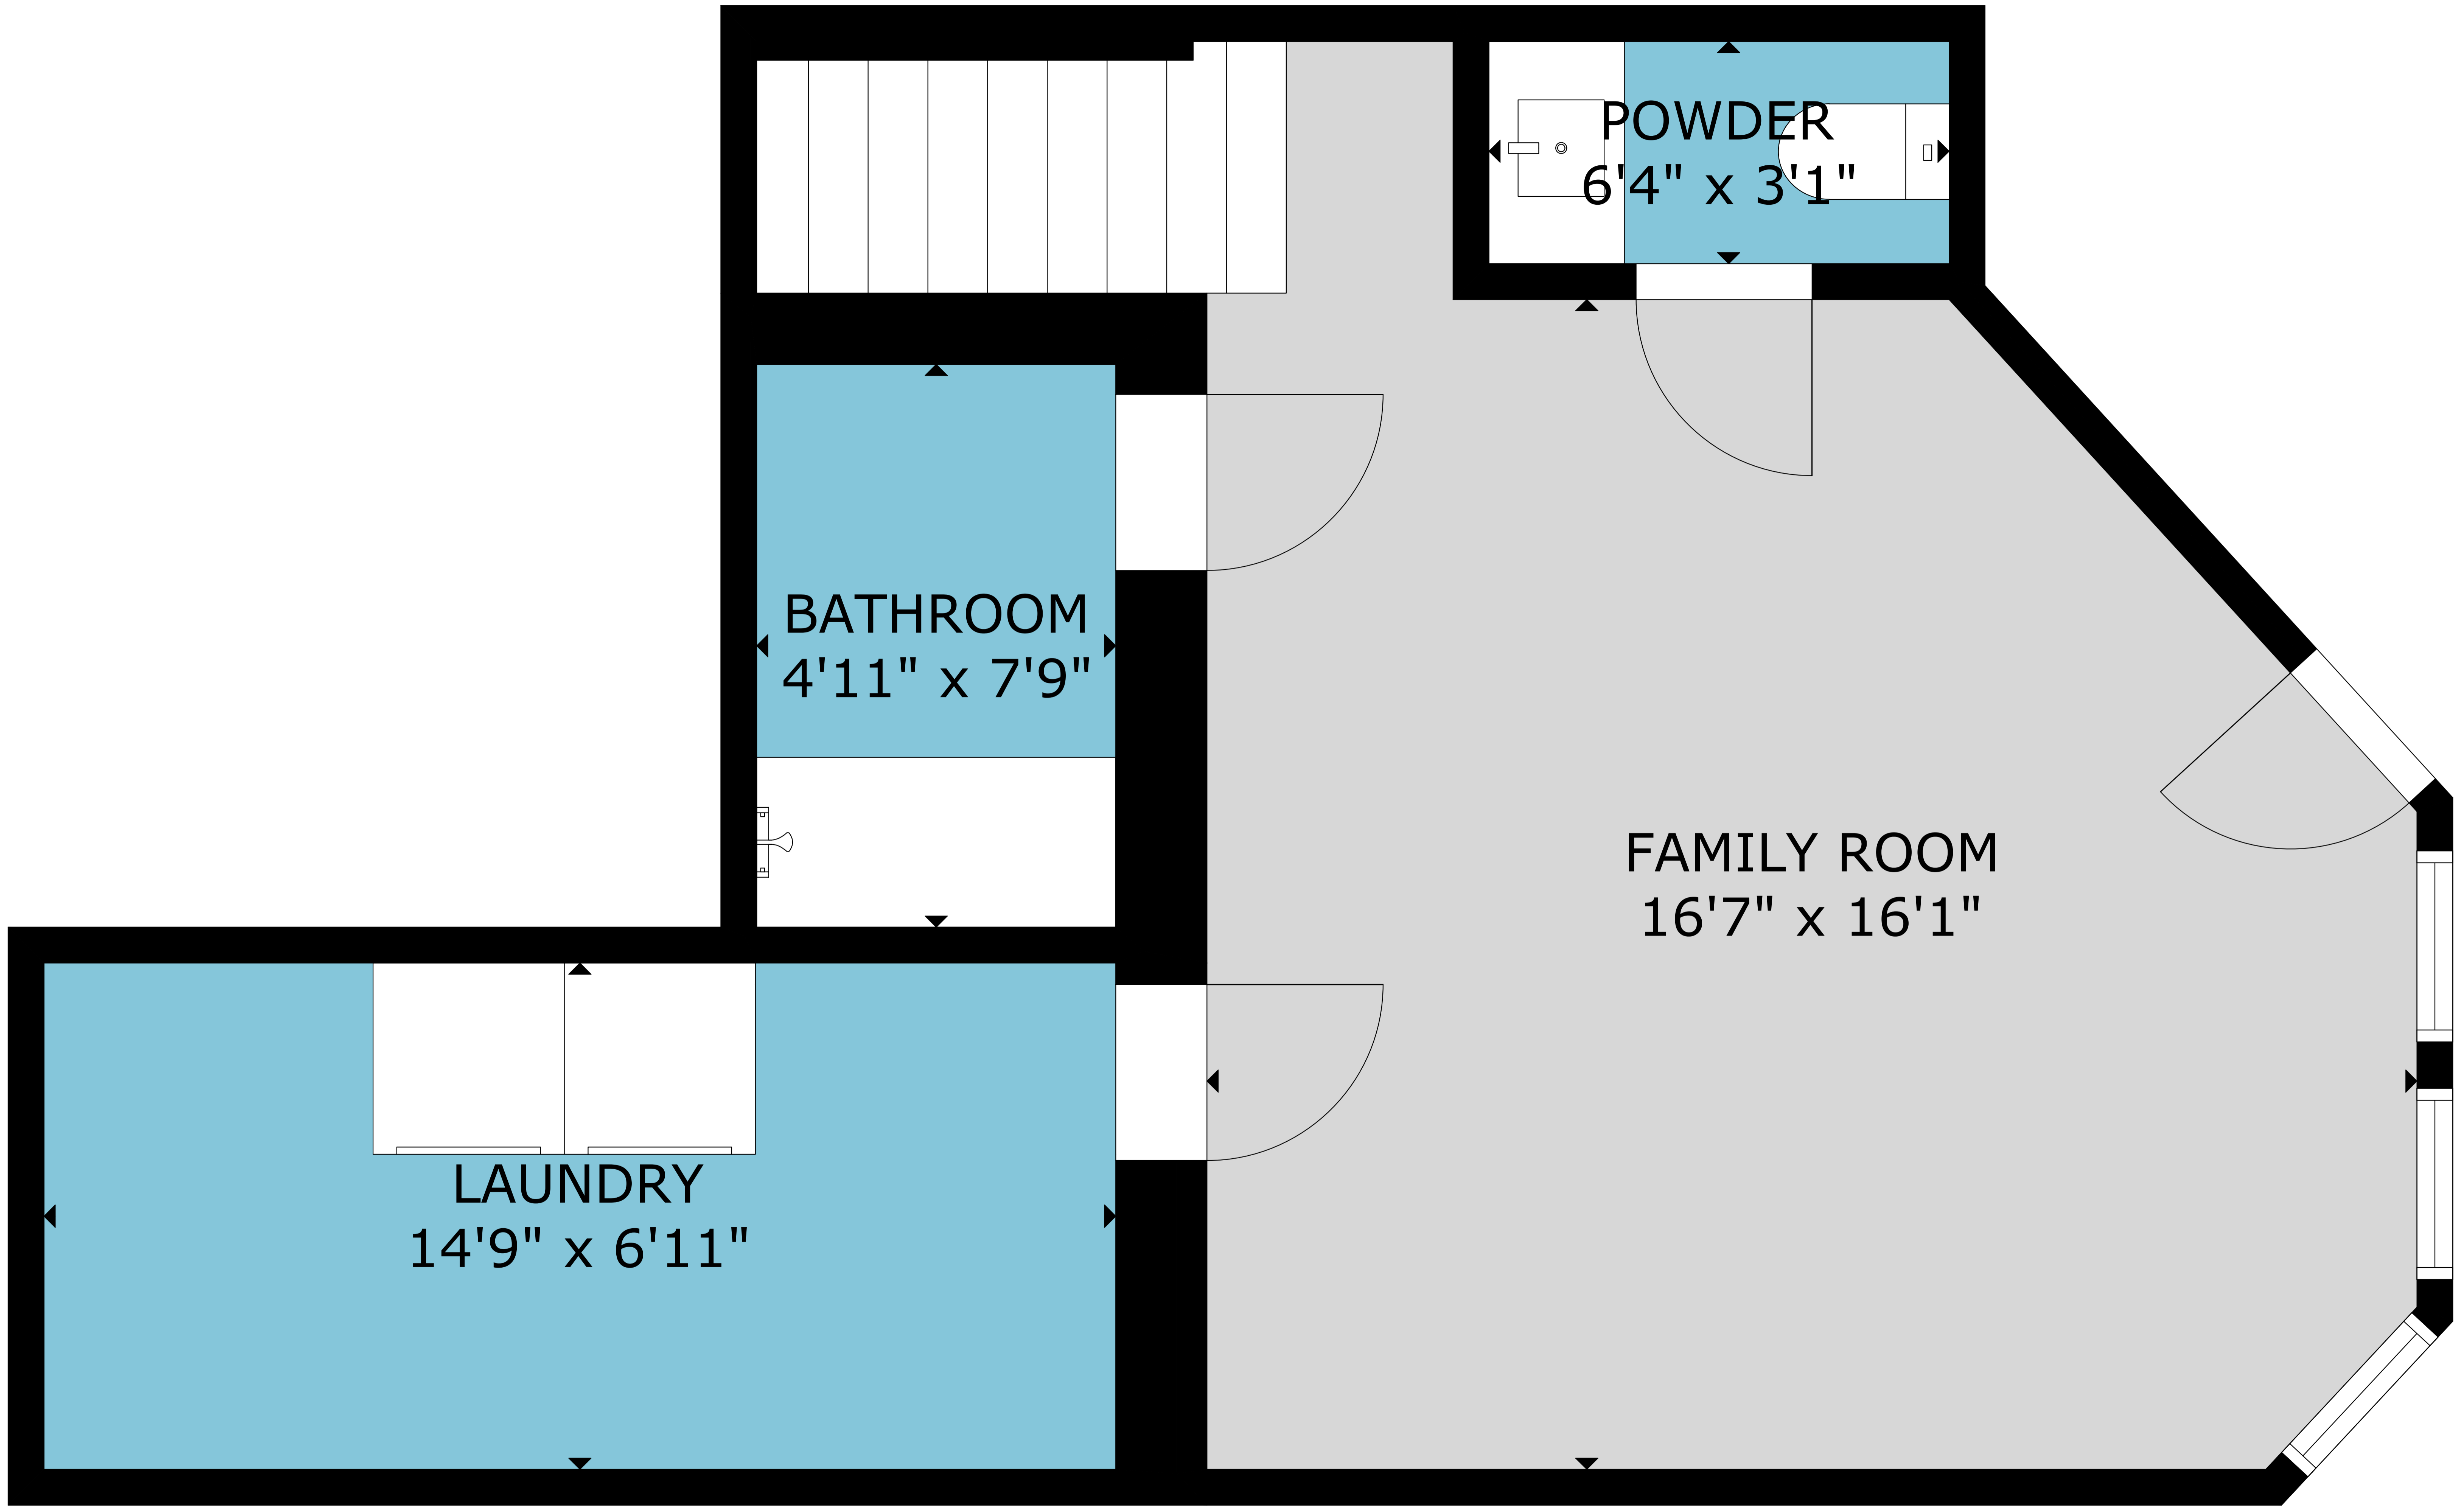 POWDER
6'4" x 3'1"
BATHROOM
4'11" x 7'9"
FAMILY ROOM
16'7" x 16'1"
LAUNDRY
14'9" x 6'11"